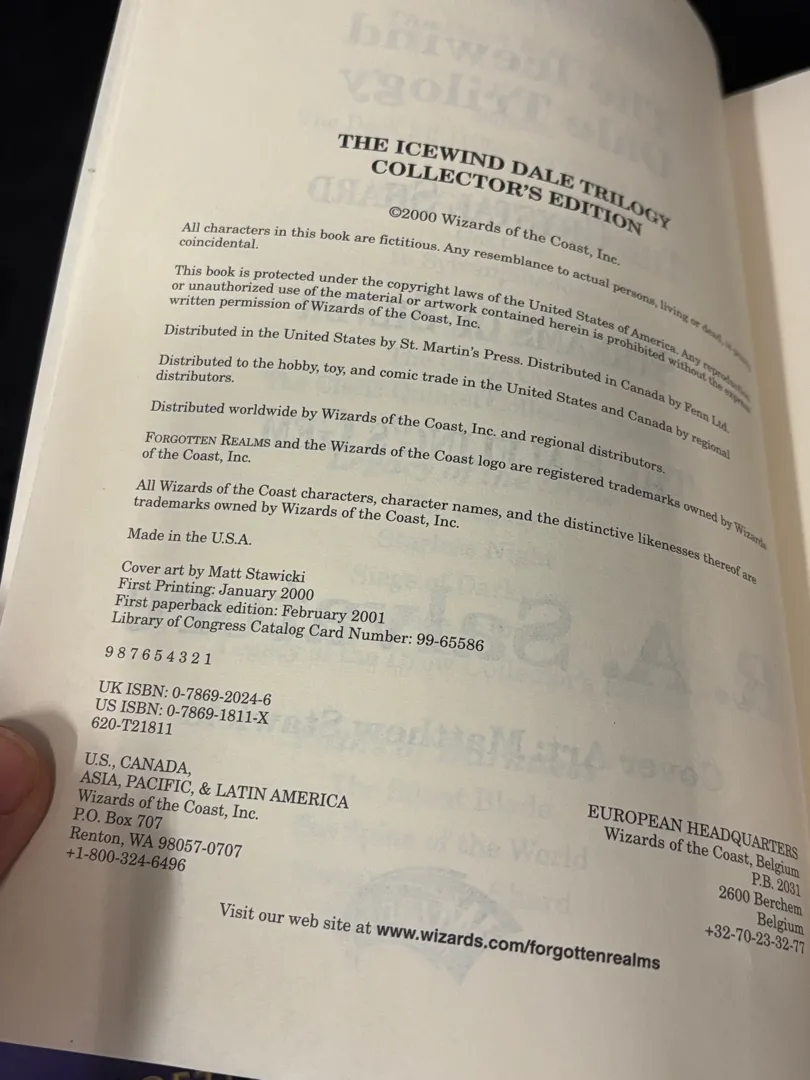 THE ICEWIND DALE TRILOGY
COLLECTOR'S EDITION
©2000 Wizards of the Coast, Inc.
All characters in this book are fictitious. Any resemblance to actual persons, living or dead, is purely
coincidental.
This book is protected under the copyright laws of the United States of America. Any reproduction
or unauthorized use of the material or artwork contained herein is prohibited without the express
written permission of Wizards of the Coast, Inc.
Distributed in the United States by St. Martin's Press. Distributed in Canada by Fenn Ltd.
Distributed to the hobby, toy, and comic trade in the United States and Canada by regional
distributors.
Distributed worldwide by Wizards of the Coast, Inc. and regional distributors.
FORGOTTEN REALMS and the Wizards of the Coast logo are registered trademarks owned by Wizards
of the Coast, Inc.
All Wizards of the Coast characters, character names, and the distinctive likenesses thereof are
trademarks owned by Wizards of the Coast, Inc.
Made in the U.S.A.
Cover art by Matt Stawicki
First Printing: January 2000
First paperback edition: February 2001
Library of Congress Catalog Card Number: 99-65586
9 8 7 6 5 4 3 2 1
UK ISBN: 0-7869-2024-6
US ISBN: 0-7869-1811-X
620-T21811
U.S., CANADA,
ASIA, PACIFIC, & LATIN AMERICA
Wizards of the Coast, Inc.
P.O. Box 707
Renton, WA 98057-0707
+1-800-324-6496
EUROPEAN HEADQUARTERS
Wizards of the Coast, Belgium
P.B. 2031
2600 Berchem
Belgium
+32-70-23-32-77
Visit our web site at www.wizards.com/forgottenrealms